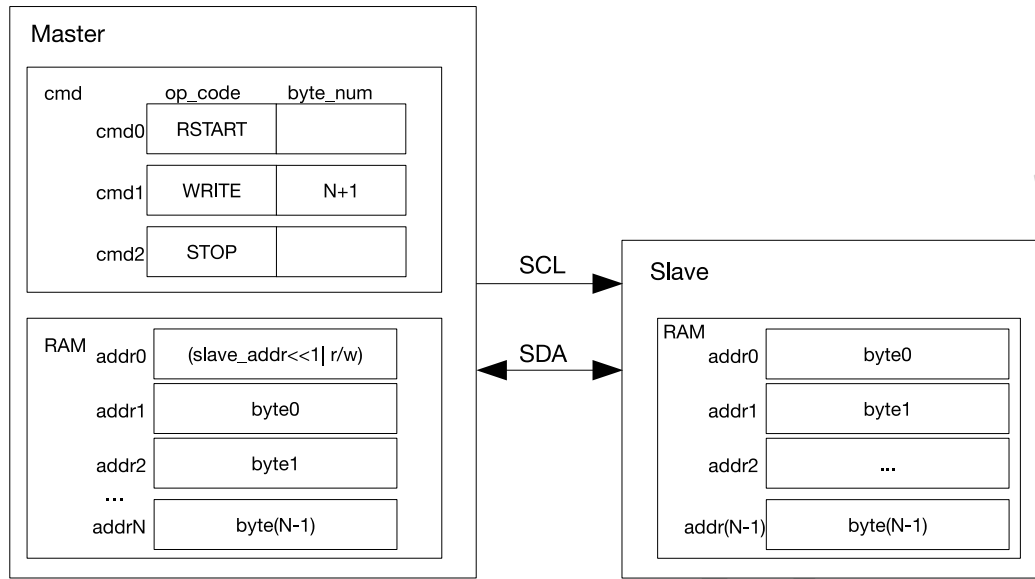 Master
cmd op_code byte_num
cmd0 RSTART
cmd1 WRITE N+1
cmd2 STOP
RAM
addr0 (slave_addr<<1| r/w)
addr1 byte0
addr2 byte1
...
addrN byte(N-1)
SCL
SDA
Slave
RAM
addr0 byte0
addr1 byte1
addr2 ...
addr(N-1) byte(N-1)